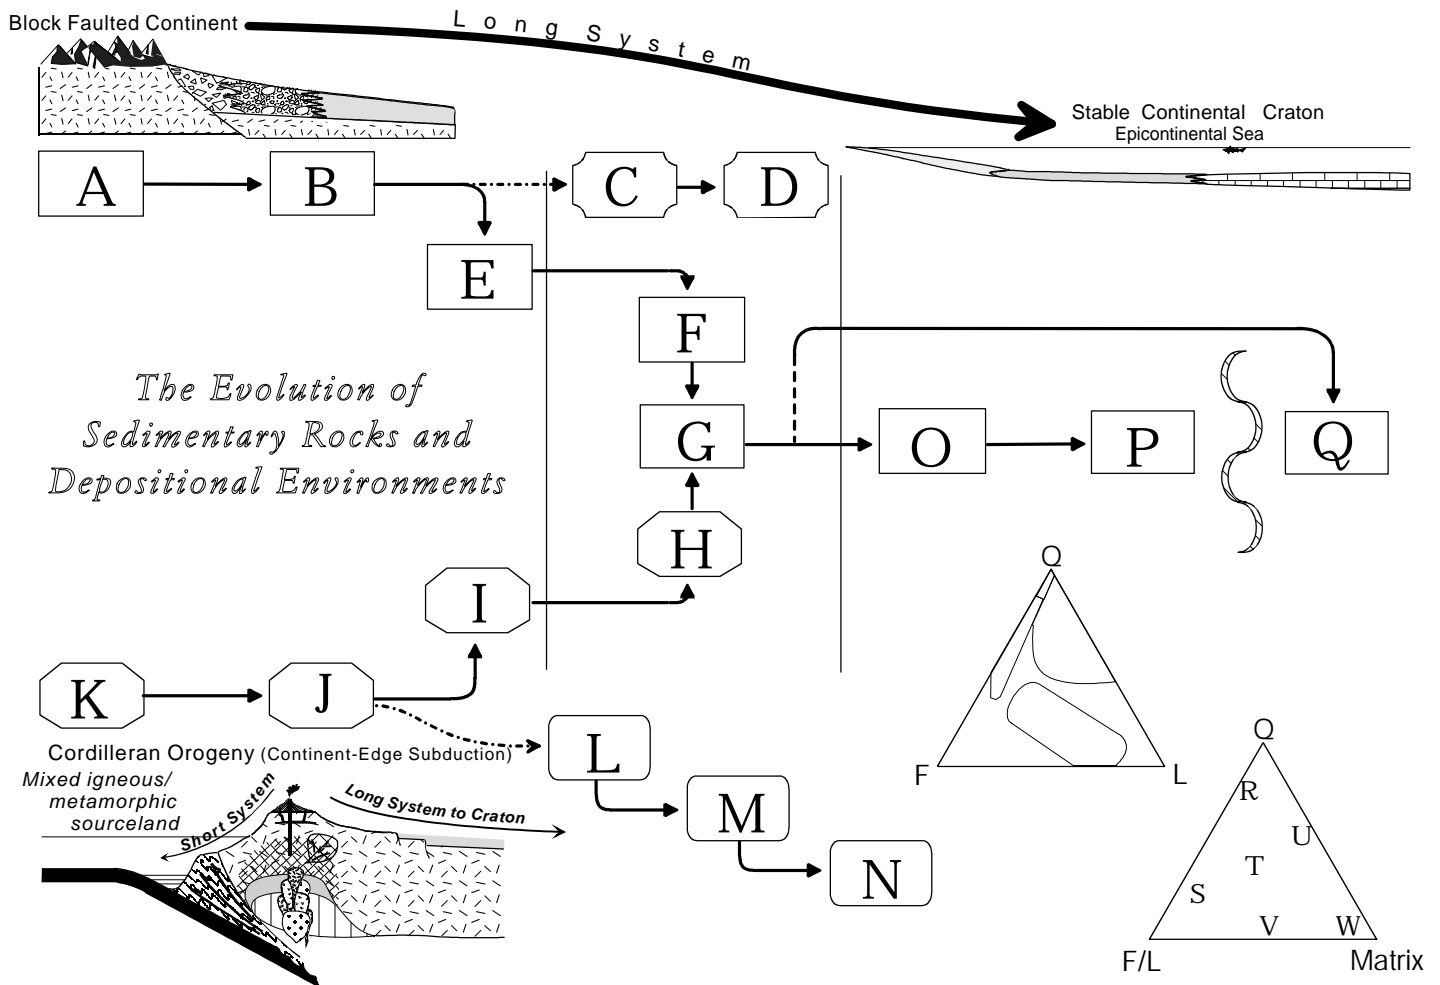 Block Faulted Continent
Long System
Stable Continental Craton
Epicontinental Sea
A
B
C
D
E
F
The Evolution of
Sedimentary Rocks and
Depositional Environments
G
O
P
Q
H
I
K
J
L
M
N
Cordilleran Orogeny (Continent-Edge Subduction)
Mixed igneous/
metamorphic
sourceland
Short System
Long System to Craton
Q
F
L
Q
R
U
T
S
V
W
F/L
Matrix